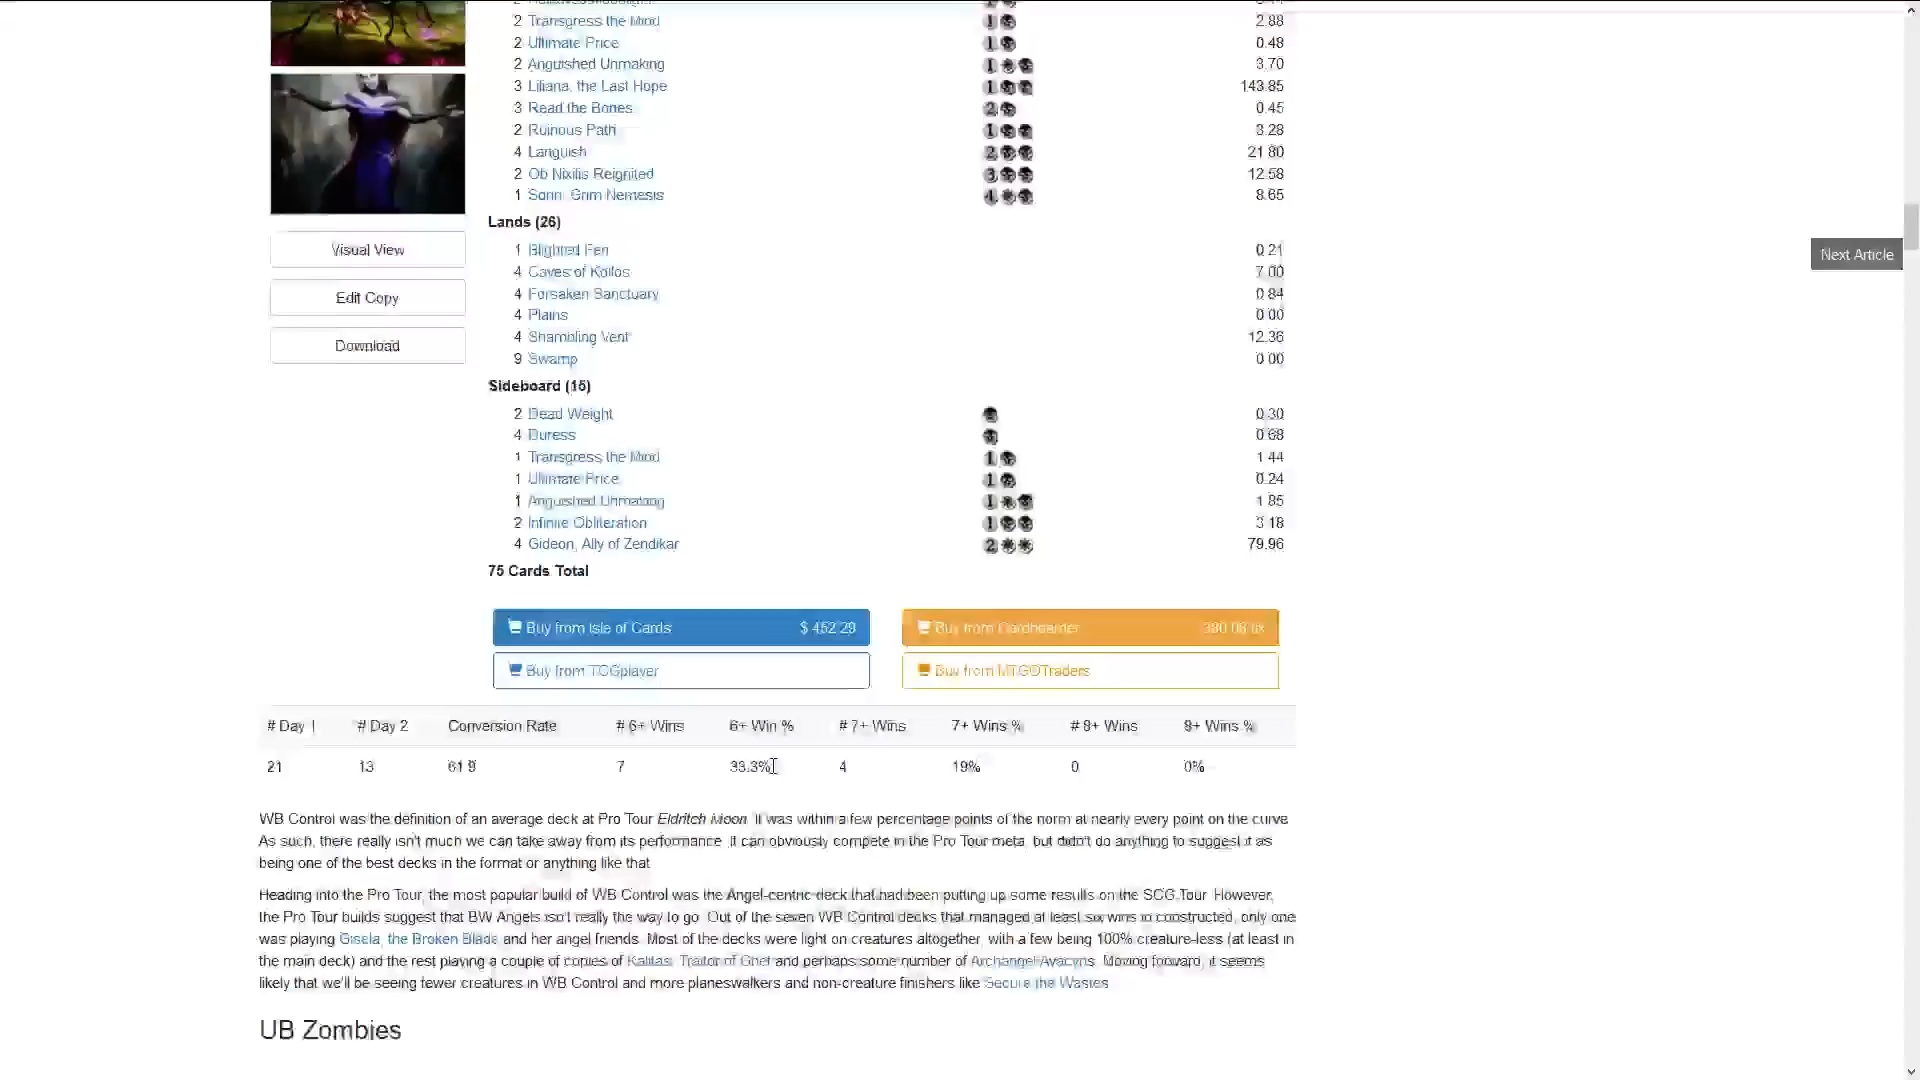 2 Transgress the Mind 2.88
2 Ultimate Price 0.48
2 Anguished Unmaking 3.70
3 Liliana, the Last Hope 143.85
3 Read the Bones 0.45
2 Ruinous Path 3.28
4 Languish 21.80
2 Ob Nixilis Reignited 12.58
1 Sorin, Grim Nemesis 8.65
Lands (26)
1 Blighted Fen 0.21
4 Caves of Koilos 7.00
4 Forsaken Sanctuary 0.84
4 Plains 0.00
4 Shambling Vent 12.36
9 Swamp 0.00
Visual View
Edit Copy
Download
Next Article
Sideboard (15)
2 Dead Weight 0.30
4 Duress 0.68
1 Transgress the Mind 1.44
1 Ultimate Price 0.24
1 Anguished Unmaking 1.85
2 Infinite Obliteration 3.18
4 Gideon, Ally of Zendikar 79.96
75 Cards Total
Buy from Isle of Cards $ 452.29
Buy from Cardhoarder tix
Buy from TCGplayer
Buy from MTGOTraders
# Day 1 # Day 2 Conversion Rate # 6+ Wins 6+ Win % # 7+ Wins 7+ Wins % # 8+ Wins 8+ Wins %
21 13 61.9 7 33.3% 4 19% 0 0%
WB Control was the definition of an average deck at Pro Tour Eldritch Moon. It was within a few percentage points of the norm at nearly every point on the curve.
As such, there really isn't much we can take away from its performance. It can obviously compete in the Pro Tour meta, but didn't do anything to suggest it as
being one of the best decks in the format or anything like that.
Heading into the Pro Tour, the most popular build of WB Control was the Angel-centric deck that had been putting up some results on the SCG Tour. However,
the Pro Tour builds suggest that BW Angels isn't really the way to go. Out of the seven WB Control decks that managed at least six wins in constructed, only one
was playing Gisela, the Broken Blade and her angel friends. Most of the decks were light on creatures altogether, with a few being 100% creature-less (at least in
the main deck) and the rest playing a couple of copies of Kalitas, Traitor of Ghet and perhaps some number of Archangel Avacyns. Moving forward, it seems
likely that we'll be seeing fewer creatures in WB Control and more planeswalkers and non-creature finishers like Secure the Wastes.
UB Zombies